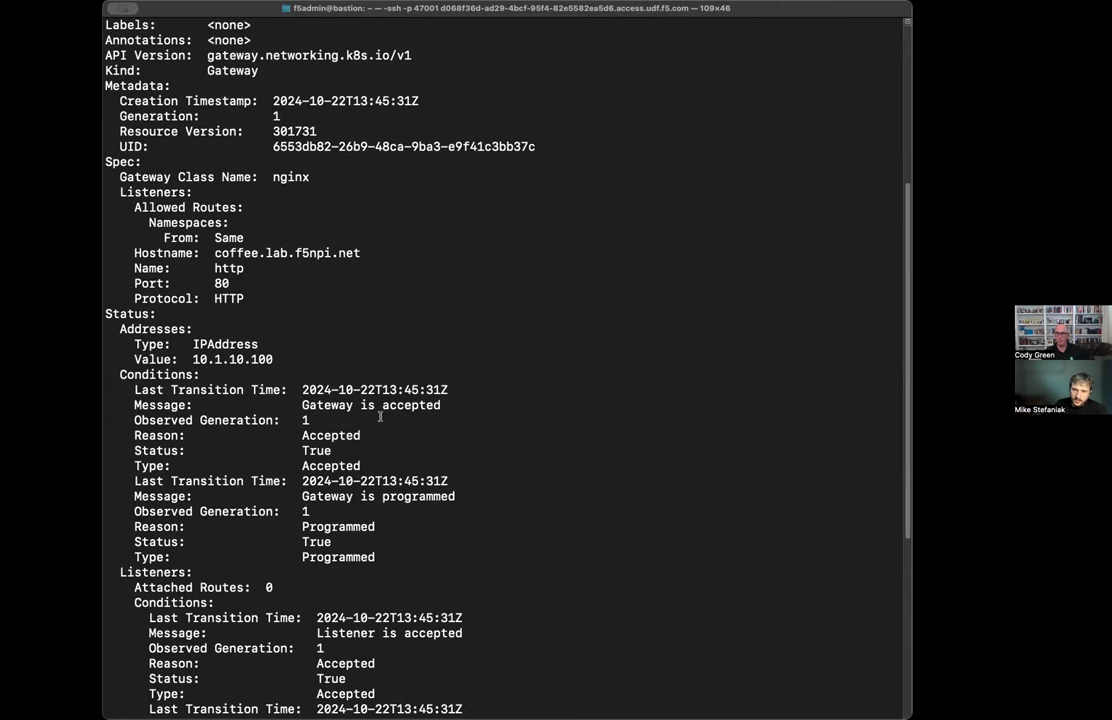 f5admin@bastion: ~ — -ssh -p 47001 d068f36d-ad29-4bcf-95f4-82e5582ea5d6.access.udf.f5.com — 109×46
Labels:       <none>
Annotations:  <none>
API Version:  gateway.networking.k8s.io/v1
Kind:         Gateway
Metadata:
  Creation Timestamp:  2024-10-22T13:45:31Z
  Generation:          1
  Resource Version:    301731
  UID:                 6553db82-26b9-48ca-9ba3-e9f41c3bb37c
Spec:
  Gateway Class Name:  nginx
  Listeners:
    Allowed Routes:
      Namespaces:
        From:  Same
    Hostname:  coffee.lab.f5npi.net
    Name:      http
    Port:      80
    Protocol:  HTTP
Status:
  Addresses:
    Type:   IPAddress
    Value:  10.1.10.100
  Conditions:
    Last Transition Time:  2024-10-22T13:45:31Z
    Message:               Gateway is accepted
    Observed Generation:   1
    Reason:                Accepted
    Status:                True
    Type:                  Accepted
    Last Transition Time:  2024-10-22T13:45:31Z
    Message:               Gateway is programmed
    Observed Generation:   1
    Reason:                Programmed
    Status:                True
    Type:                  Programmed
  Listeners:
    Attached Routes:  0
    Conditions:
      Last Transition Time:  2024-10-22T13:45:31Z
      Message:               Listener is accepted
      Observed Generation:   1
      Reason:                Accepted
      Status:                True
      Type:                  Accepted
      Last Transition Time:  2024-10-22T13:45:31Z
Cody Green
Mike Stefaniak